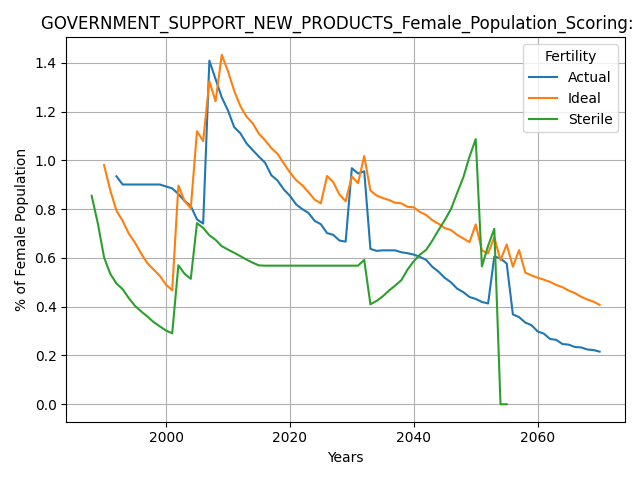 GOVERNMENT_SUPPORT_NEW_PRODUCTS_Female_Population_Scoring:
Fertility
Actual
Ideal
Sterile
% of Female Population
1.4
1.2
1.0
0.8
0.6
0.4
0.2
0.0
2000 2020 2040 2060
Years